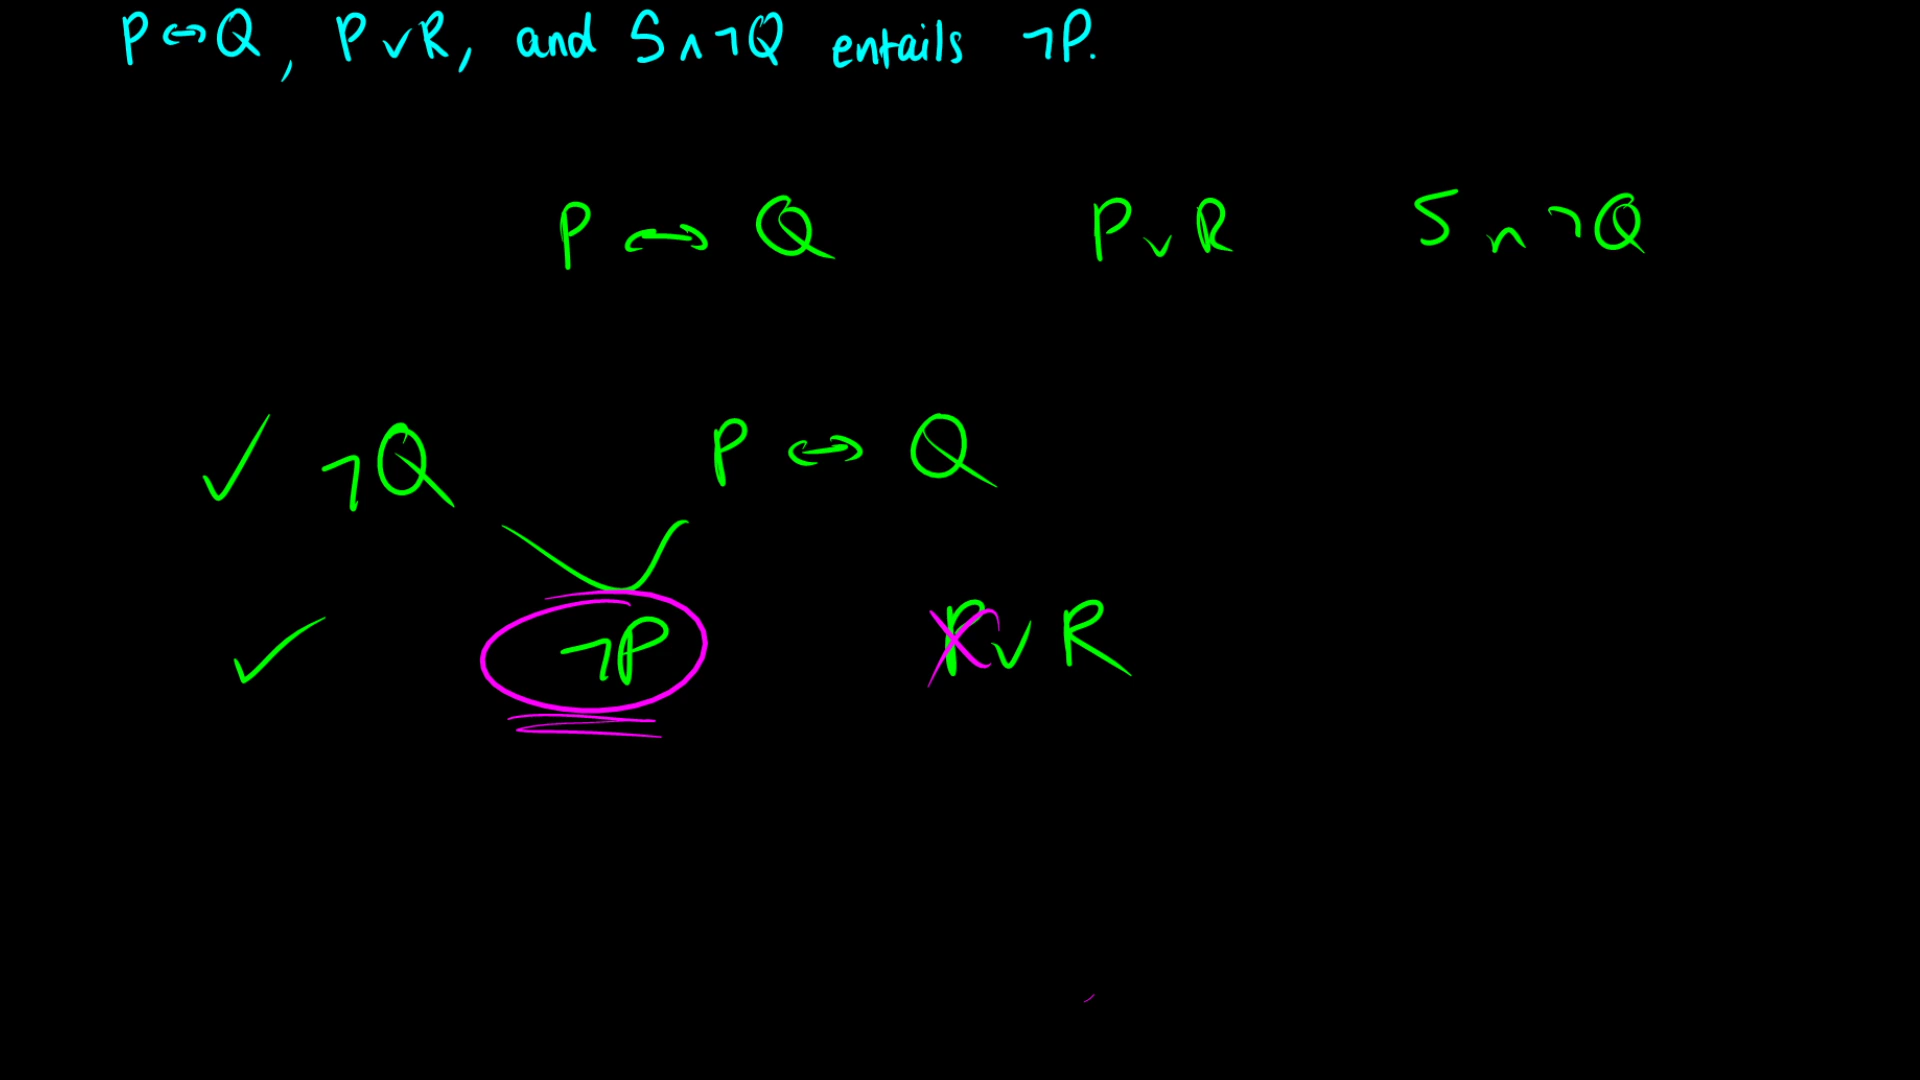 P↔Q, P∨R, and S∧¬Q entails ¬P.
P ↔ Q P∨R S∧¬Q
✓ ¬Q P ↔ Q
✓ ¬P P∨R